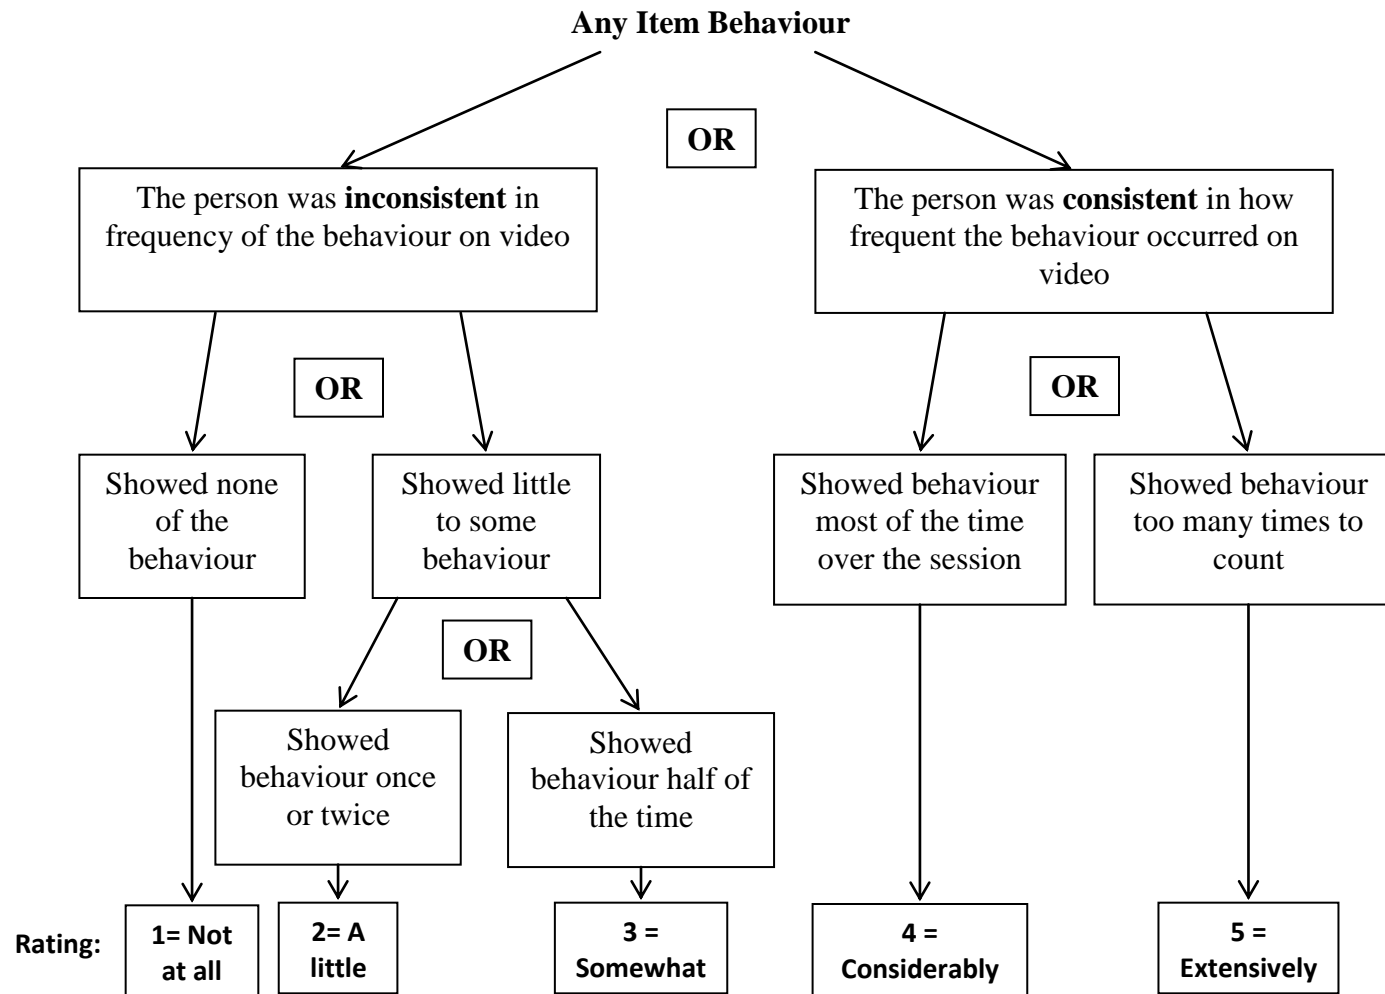 Any Item Behaviour
OR
The person was inconsistent in
frequency of the behaviour on video
The person was consistent in how
frequent the behaviour occurred on
video
OR
OR
Showed none
of the
behaviour
Showed little
to some
behaviour
Showed behaviour
most of the time
over the session
Showed behaviour
too many times to
count
OR
Showed
behaviour once
or twice
Showed
behaviour half of
the time
Rating:
1= Not
at all
2= A
little
3 =
Somewhat
4 =
Considerably
5 =
Extensively